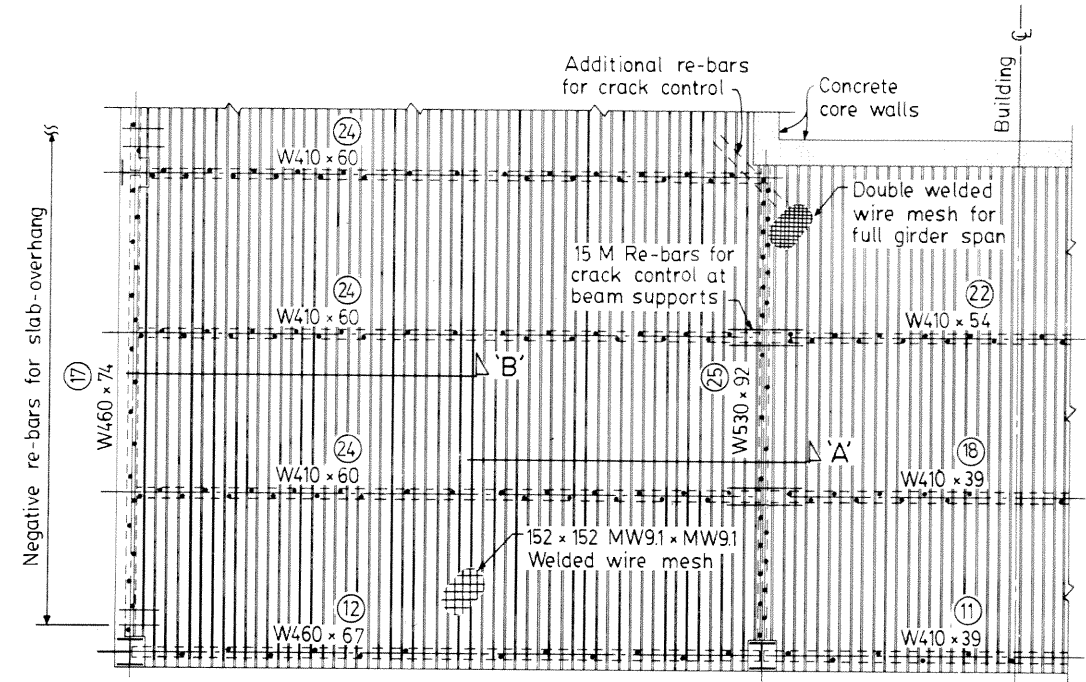 Additional re-bars
for crack control
Concrete
core walls
Building
℄
24
W410 × 60
Double welded
wire mesh for
full girder span
15 M Re-bars for
crack control at
beam supports
24
W410 × 60
22
W410 × 54
Negative re-bars for slab-overhang
17
W460 × 74
'B'
25
W530 × 92
'A'
24
W410 × 60
18
W410 × 39
152 × 152 MW9.1 × MW9.1
Welded wire mesh
12
W460 × 67
11
W410 × 39